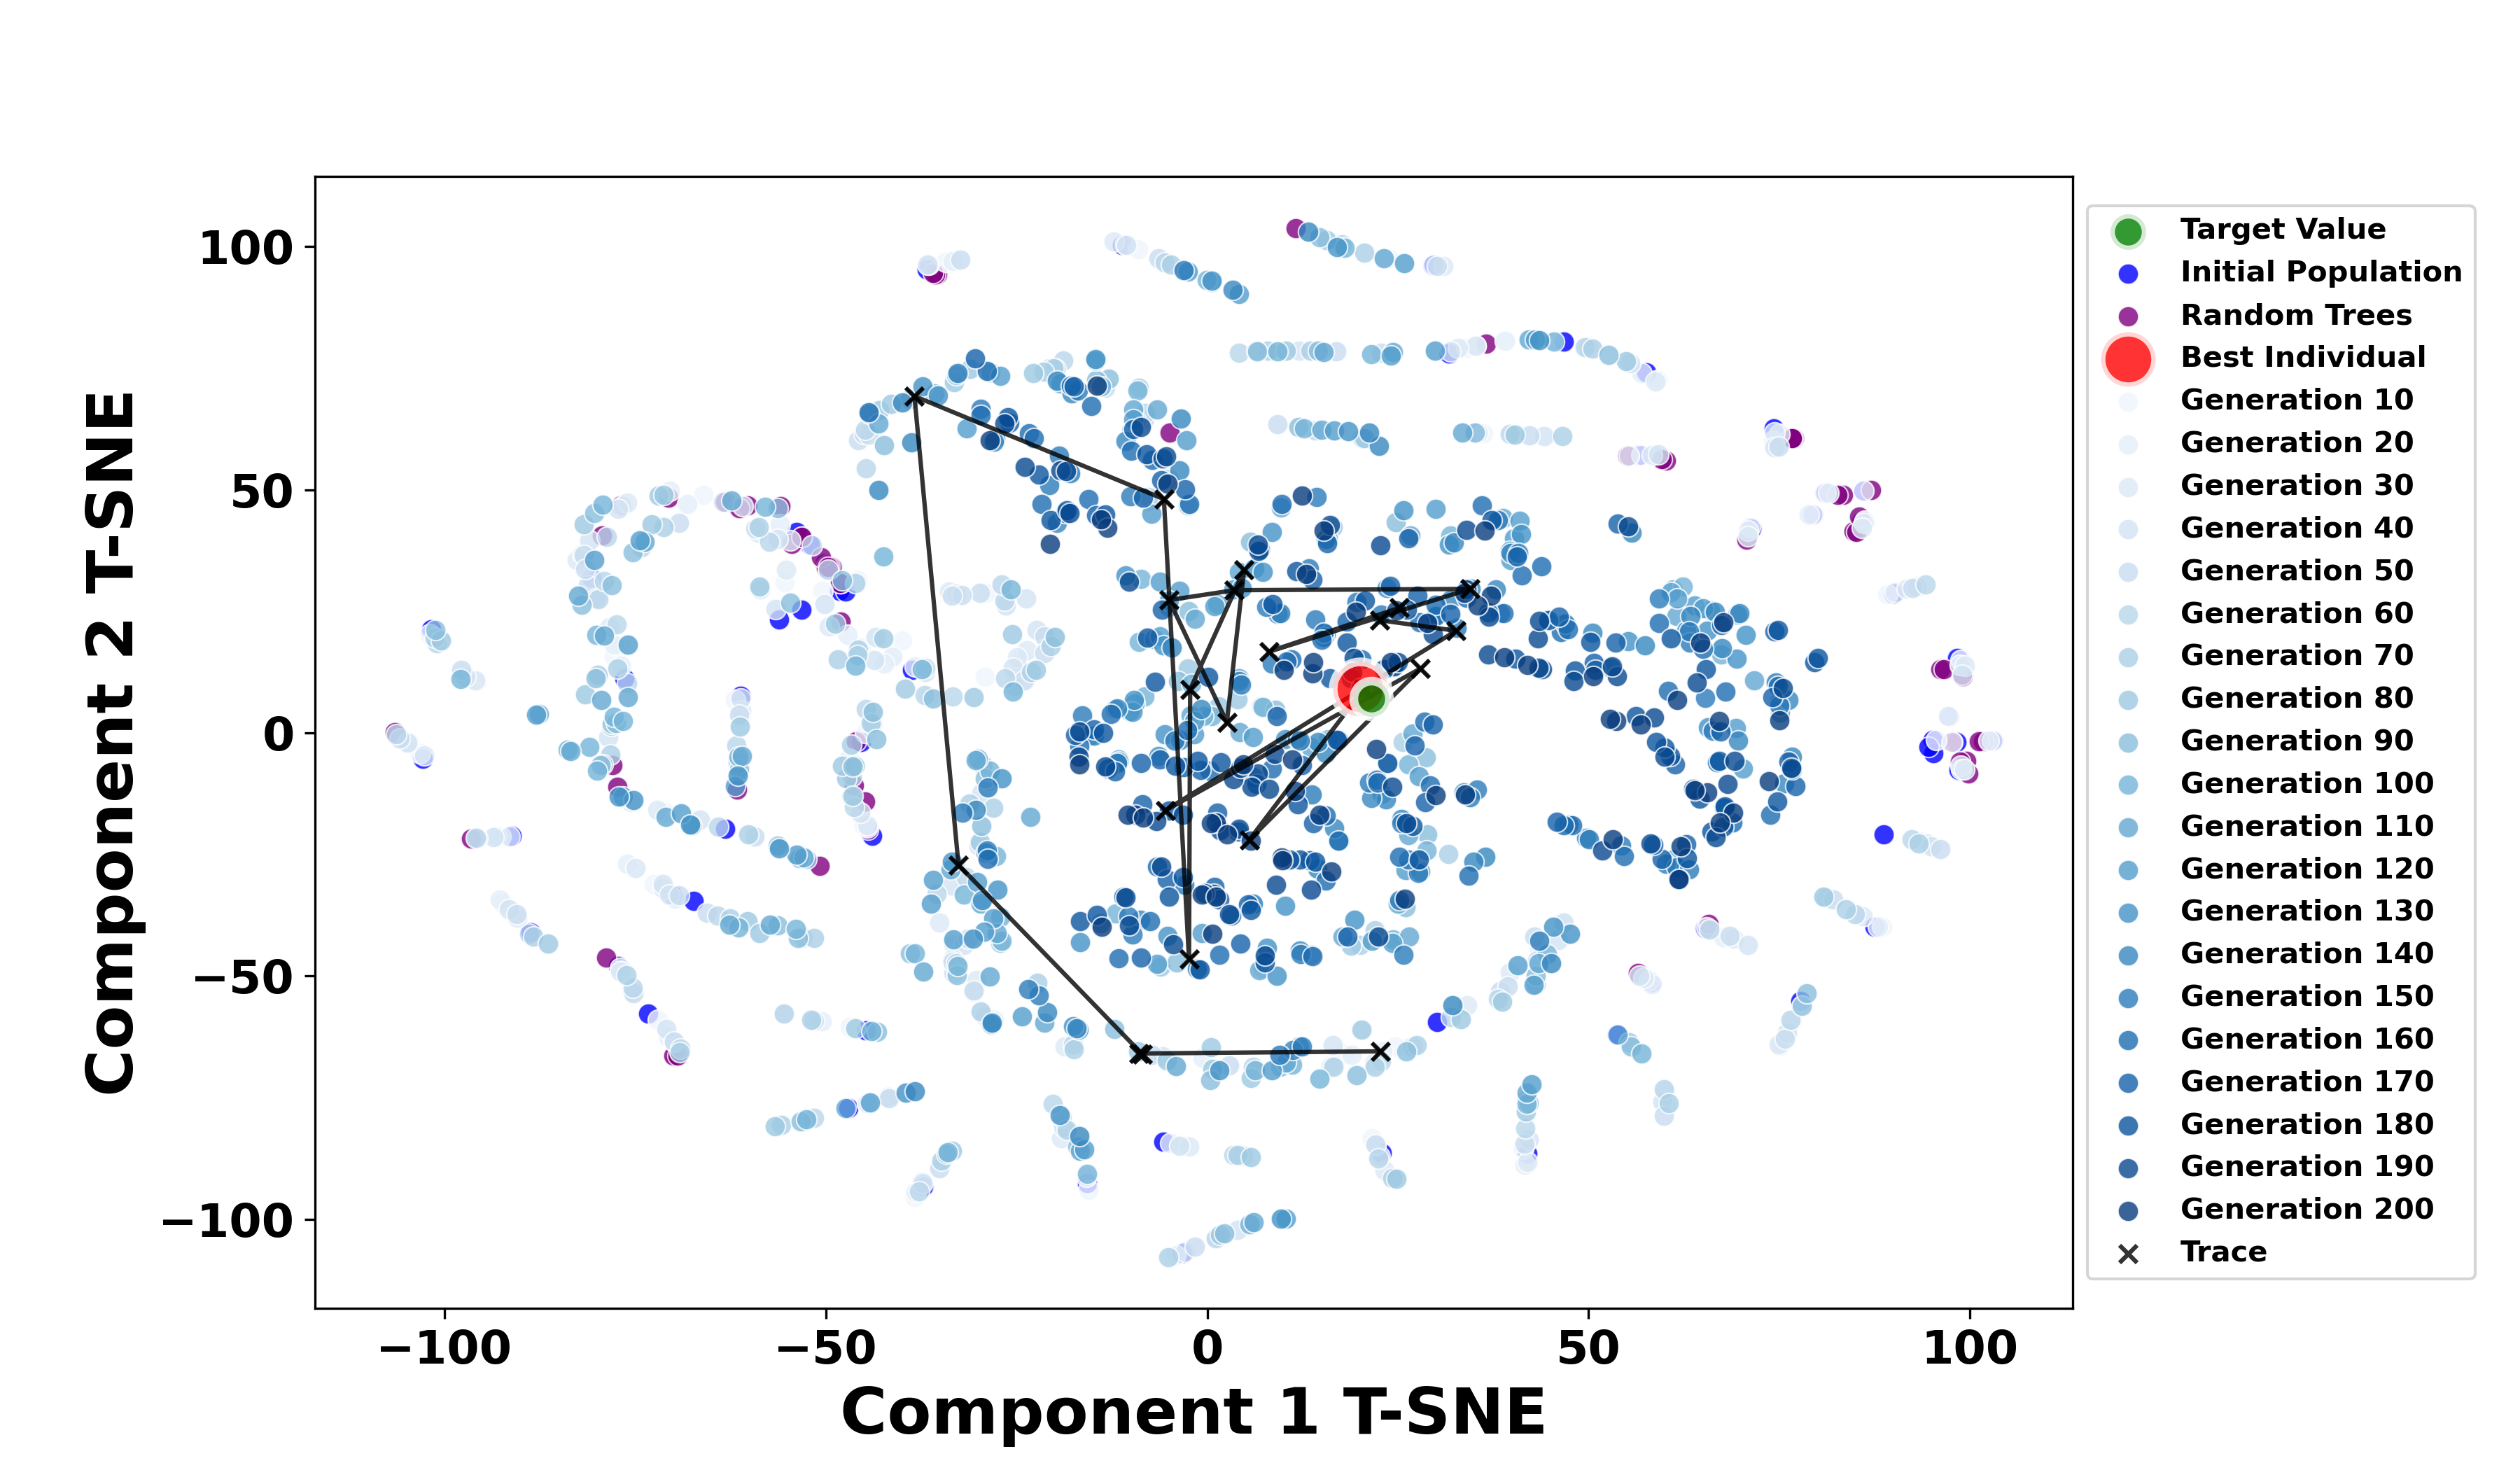 100
50
0
−50
−100
Component 2 T-SNE
−100
−50
0
50
100
Component 1 T-SNE
Target Value
Initial Population
Random Trees
Best Individual
Generation 10
Generation 20
Generation 30
Generation 40
Generation 50
Generation 60
Generation 70
Generation 80
Generation 90
Generation 100
Generation 110
Generation 120
Generation 130
Generation 140
Generation 150
Generation 160
Generation 170
Generation 180
Generation 190
Generation 200
Trace